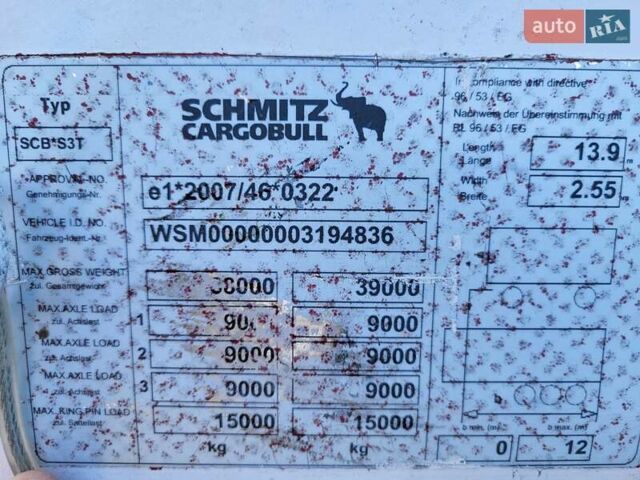 auto RIA
Typ
SCB*S3T
SCHMITZ
CARGOBULL
In compliance with directive
96 / 53 / EG
Nachweis der Übereinstimmung mit
RL 96 / 53 / EG
Length
Länge
13.9 m
Width
Breite
2.55 m
APPROVAL NO.
Genehmigungs-Nr.
e1*2007/46*0322
VEHICLE I.D. NO.
Fahrzeug-Ident.-Nr.
WSM00000003194836
MAX. GROSS WEIGHT
zul. Gesamtgewicht
38000 39000
MAX. AXLE LOAD
zul. Achslast
1 90 9000
MAX. AXLE LOAD
zul. Achslast
2 9000 9000
MAX. AXLE LOAD
zul. Achslast
3 9000 9000
MAX. KING PIN LOAD
zul. Sattellast
15000 15000
kg kg
b min. (m) b max. (m)
0 12